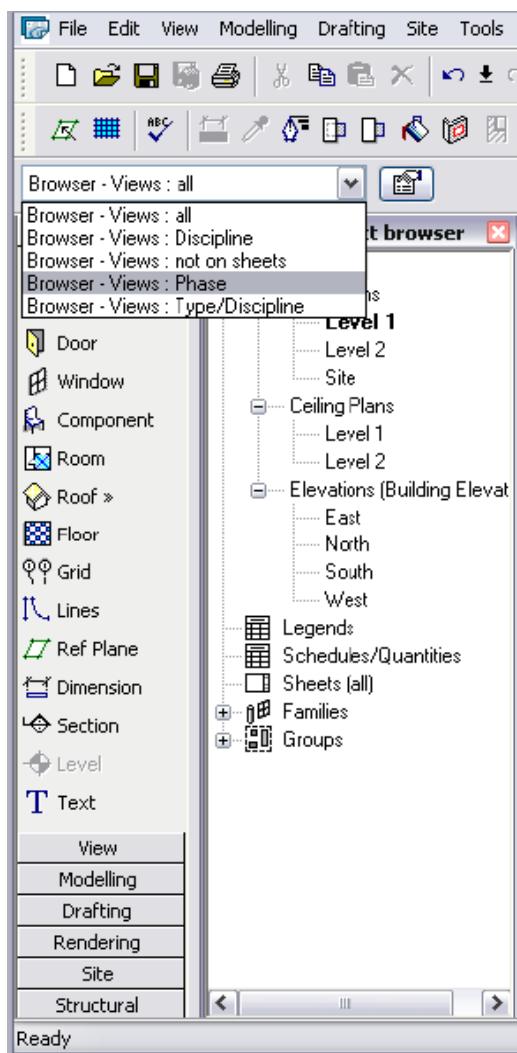 File Edit View Modelling Drafting Site Tools
ABC
Browser - Views : all
Browser - Views : all
Browser - Views : Discipline
Browser - Views : not on sheets
Browser - Views : Phase
Browser - Views : Type/Discipline
ct browser
ns
Level 1
Level 2
Site
Ceiling Plans
Level 1
Level 2
Elevations (Building Elevat
East
North
South
West
Legends
Schedules/Quantities
Sheets (all)
Families
Groups
Door
Window
Component
Room
Roof »
Floor
Grid
Lines
Ref Plane
Dimension
Section
Level
Text
View
Modelling
Drafting
Rendering
Site
Structural
Ready